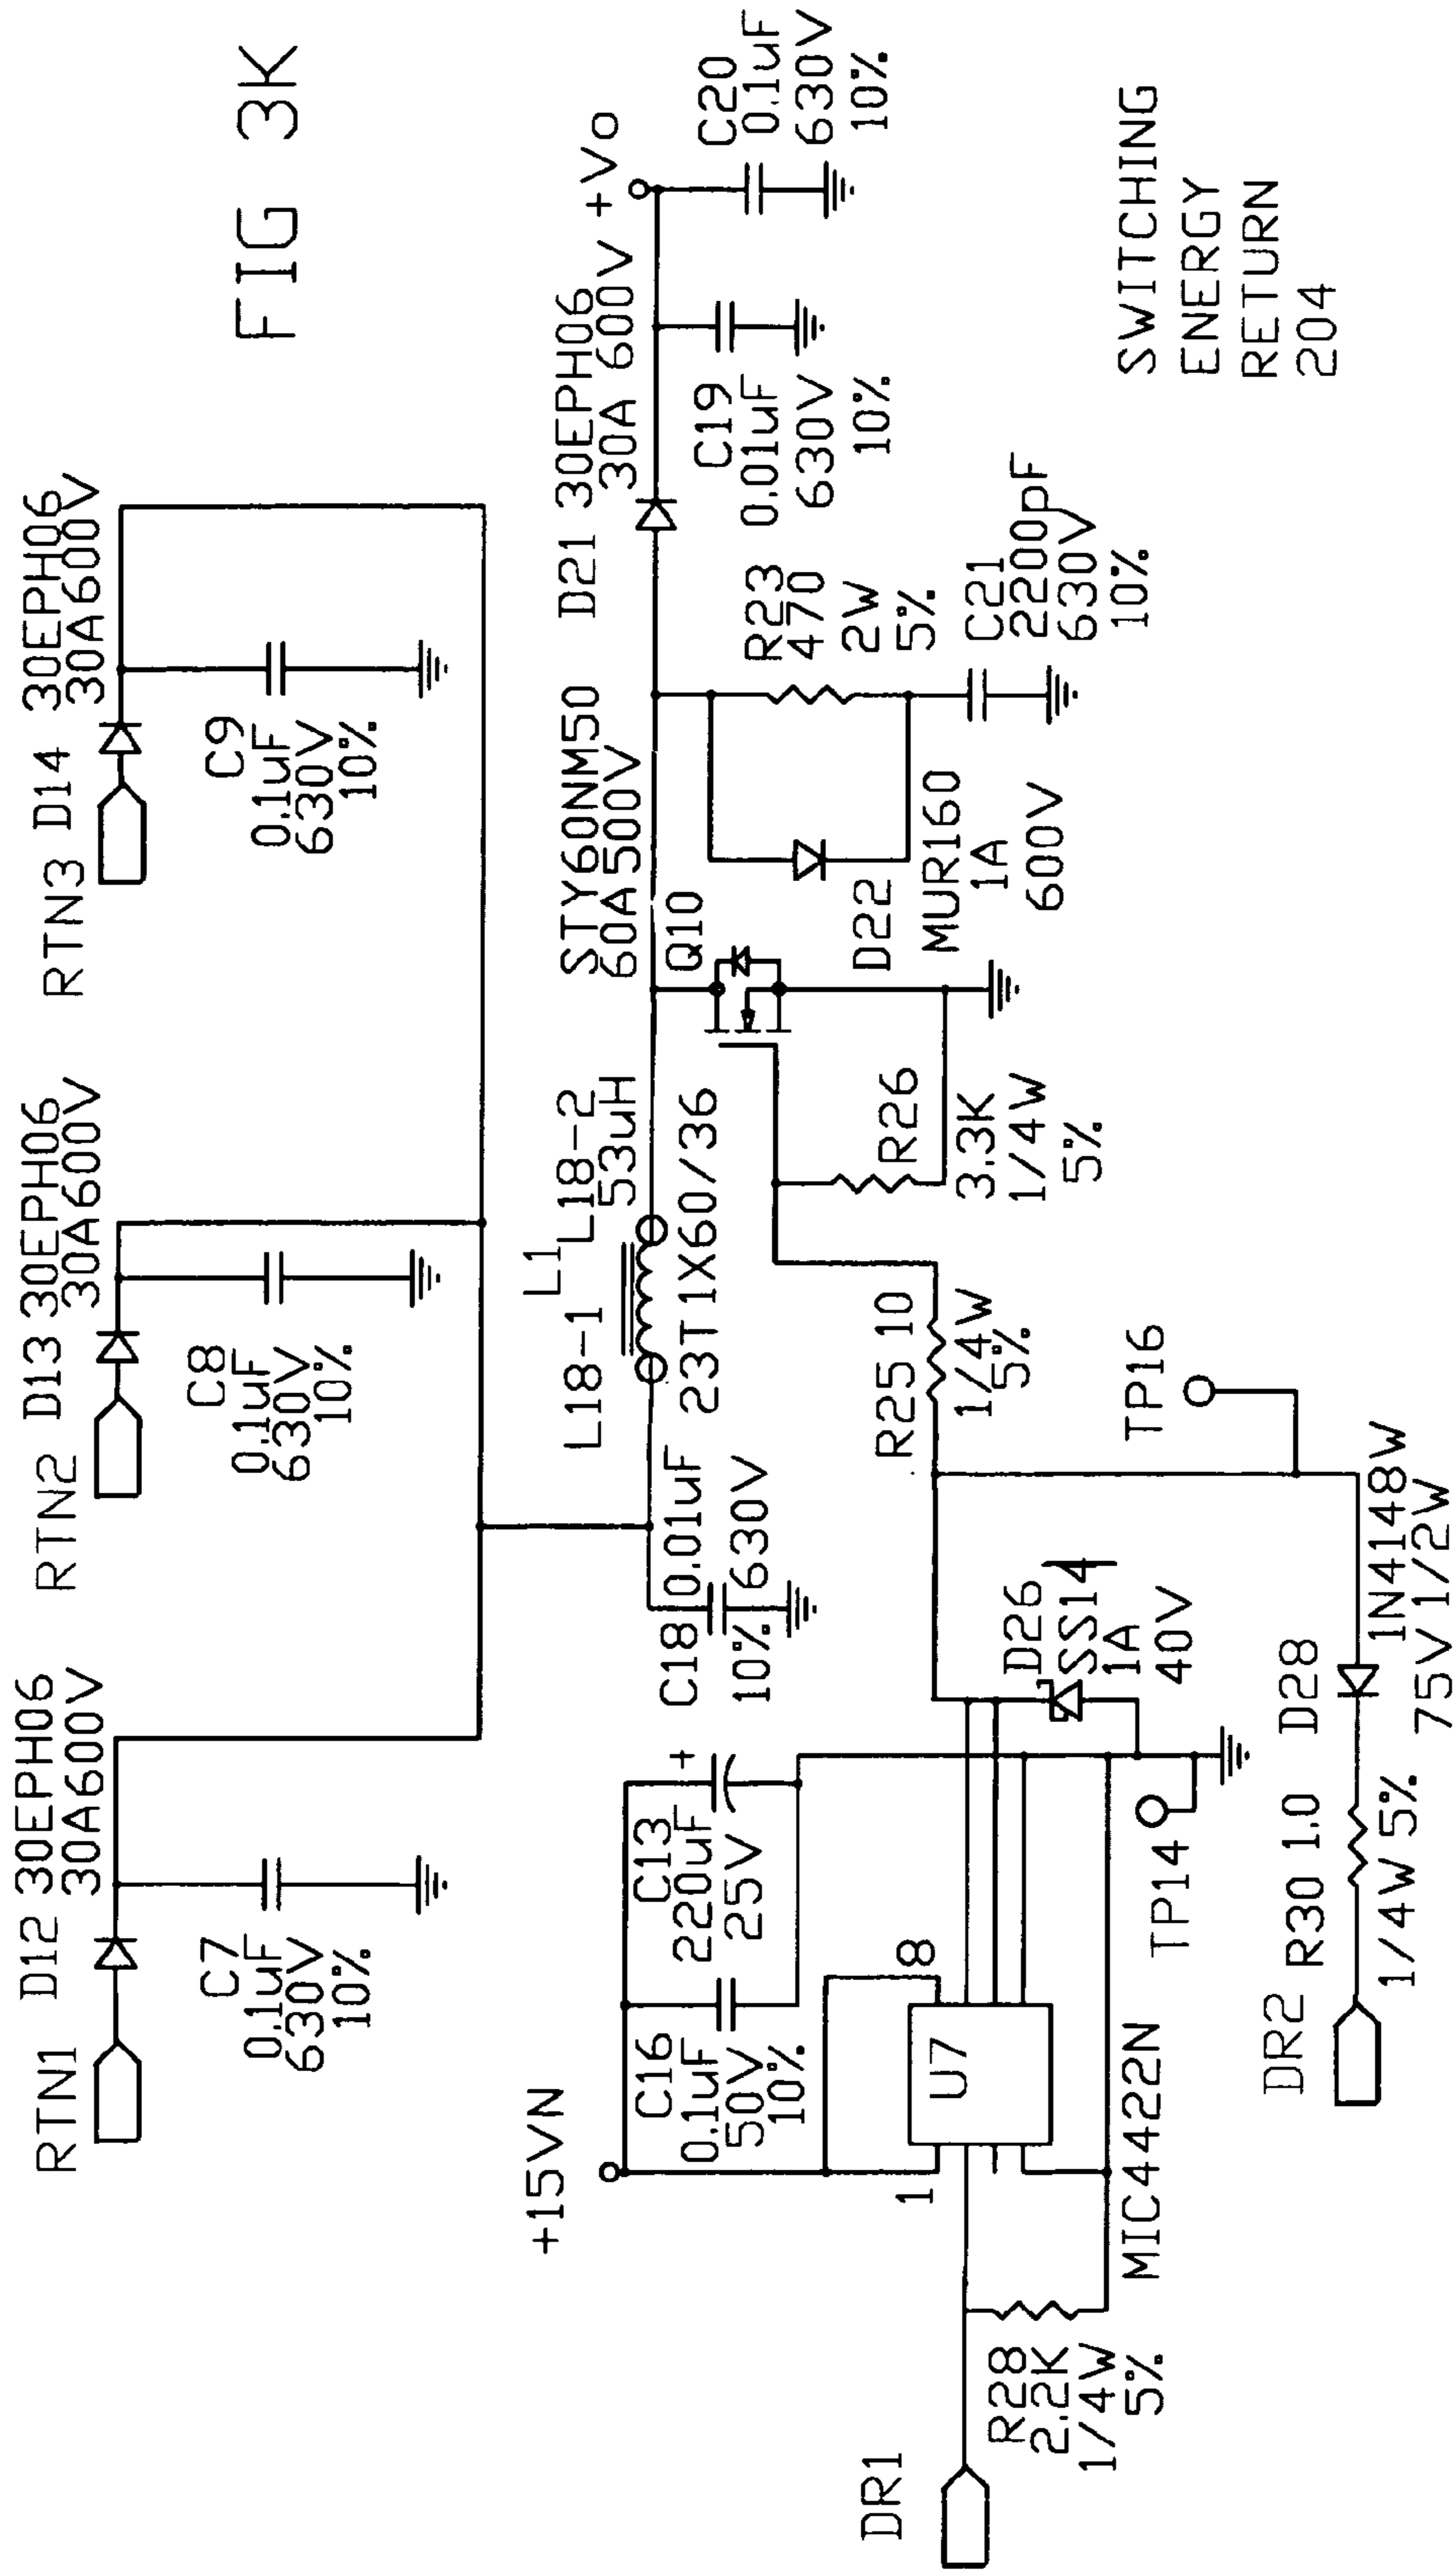 FIG 3K
RTN1
D12
30EPH06
30A600V
C7
0.1uF
630V
10%
RTN2
D13
30EPH06
30A600V
C8
0.1uF
630V
10%
RTN3
D14
30EPH06
30A600V
C9
0.1uF
630V
10%
L18-1
L1
L18-2
53uH
23T 1X60/36
C18
0.01uF
10%
630V
STY60NM50
60A500V
Q10
D21
30EPH06
30A 600V
+Vo
R23
470
2W
5%
C21
2200pF
630V
10%
D22
MUR160
1A
600V
C19
0.01uF
630V
10%
C20
0.1uF
630V
10%
+15VN
C16
0.1uF
50V
10%
C13
+
220uF
25V
1
8
U7
MIC4422N
DR1
R28
2.2K
1/4W
5%
TP14
D26
SS14
1A
40V
R25 10
1/4W
5%
R26
3.3K
1/4W
5%
TP16
DR2
R30 1.0
1/4W 5%
D28
1N4148W
75V 1/2W
SWITCHING
ENERGY
RETURN
204